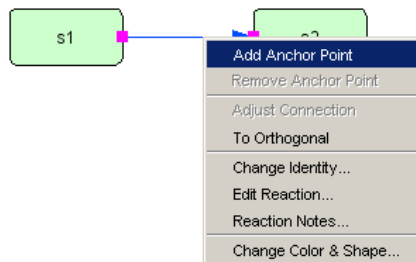 s1
s2
Add Anchor Point
Remove Anchor Point
Adjust Connection
To Orthogonal
Change Identity...
Edit Reaction...
Reaction Notes...
Change Color & Shape...